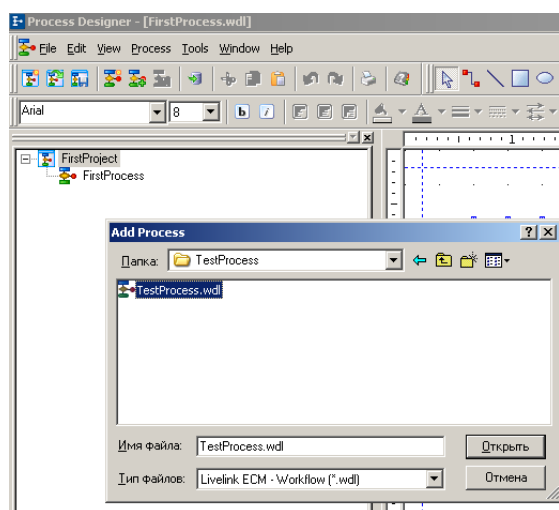 Process Designer - [FirstProcess.wdl]
File Edit View Process Tools Window Help
Arial 8 b i
1
FirstProject
FirstProcess
Add Process
Папка: TestProcess
TestProcess.wdl
Имя файла: TestProcess.wdl Открыть
Тип файлов: Livelink ECM - Workflow (*.wdl) Отмена